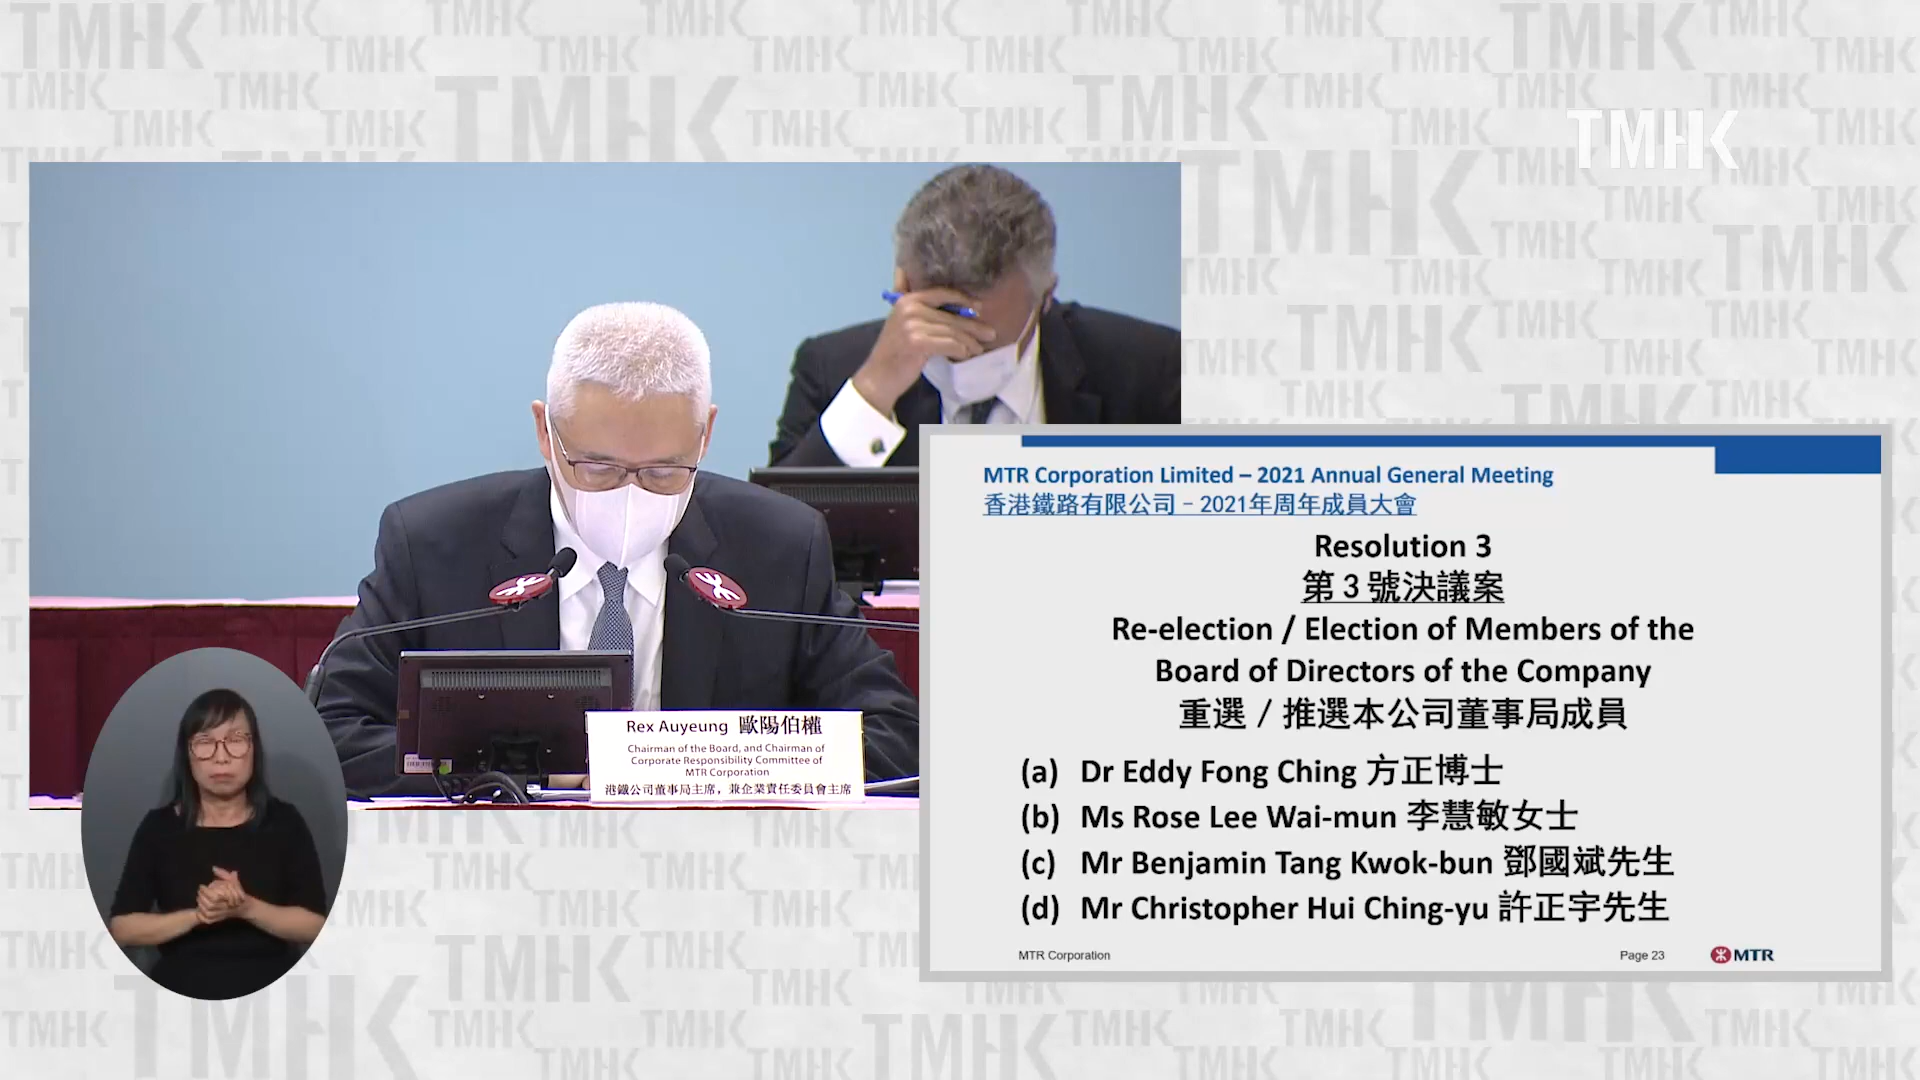 TMHK
MTR Corporation Limited – 2021 Annual General Meeting
香港鐵路有限公司 – 2021年周年成員大會
Resolution 3
第 3 號決議案
Re-election / Election of Members of the
Board of Directors of the Company
重選 / 推選本公司董事局成員
(a) Dr Eddy Fong Ching 方正博士
(b) Ms Rose Lee Wai-mun 李慧敏女士
(c) Mr Benjamin Tang Kwok-bun 鄧國斌先生
(d) Mr Christopher Hui Ching-yu 許正宇先生
MTR Corporation
Page 23
MTR
Rex Auyeung 歐陽伯權
Chairman of the Board, and Chairman of
Corporate Responsibility Committee of
MTR Corporation
港鐵公司董事局主席，兼企業責任委員會主席